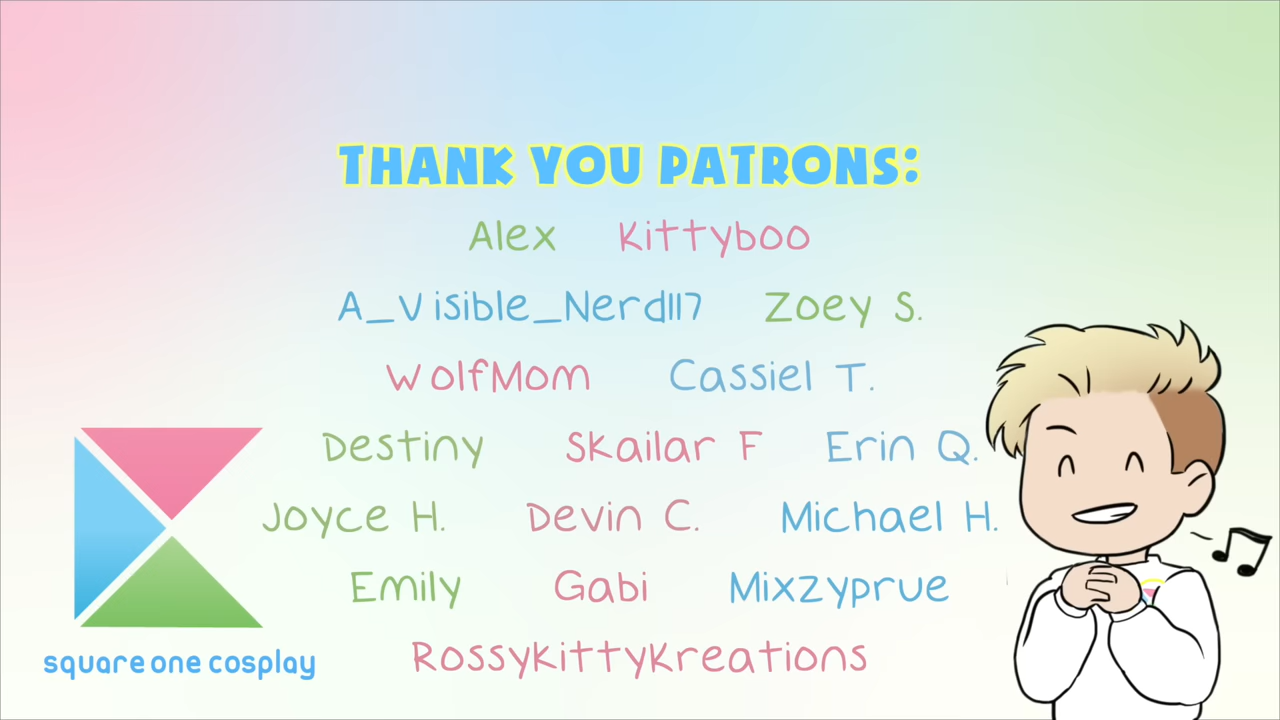 THANK YOU PATRONS:
Alex Kittyboo
A_Visible_Nerd117 Zoey S.
WolfMom Cassiel T.
Destiny Skailar F Erin Q.
Joyce H. Devin C. Michael H.
Emily Gabi Mixzyprue
RossyKittyKreations
square one cosplay